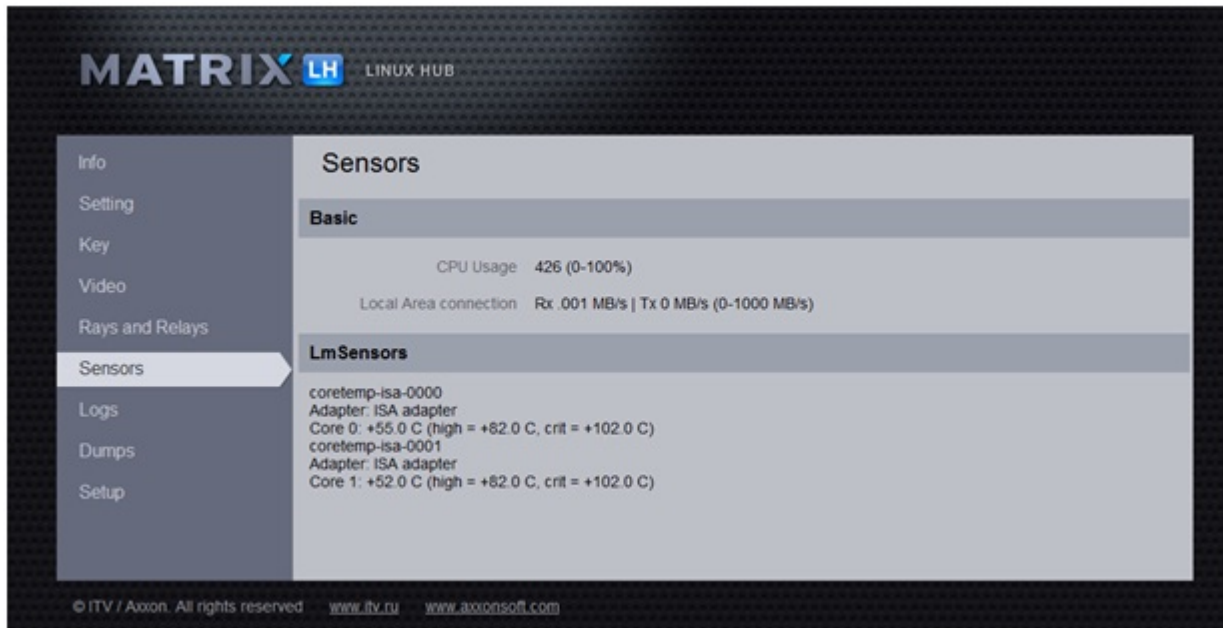 MATRIX LH LINUX HUB
Info
Setting
Key
Video
Rays and Relays
Sensors
Logs
Dumps
Setup
Sensors
Basic
CPU Usage 426 (0-100%)
Local Area connection Rx .001 MB/s | Tx 0 MB/s (0-1000 MB/s)
LmSensors
coretemp-isa-0000
Adapter: ISA adapter
Core 0: +55.0 C (high = +82.0 C, crit = +102.0 C)
coretemp-isa-0001
Adapter: ISA adapter
Core 1: +52.0 C (high = +82.0 C, crit = +102.0 C)
© ITV / Axxon. All rights reserved www.itv.ru www.axxonsoft.com